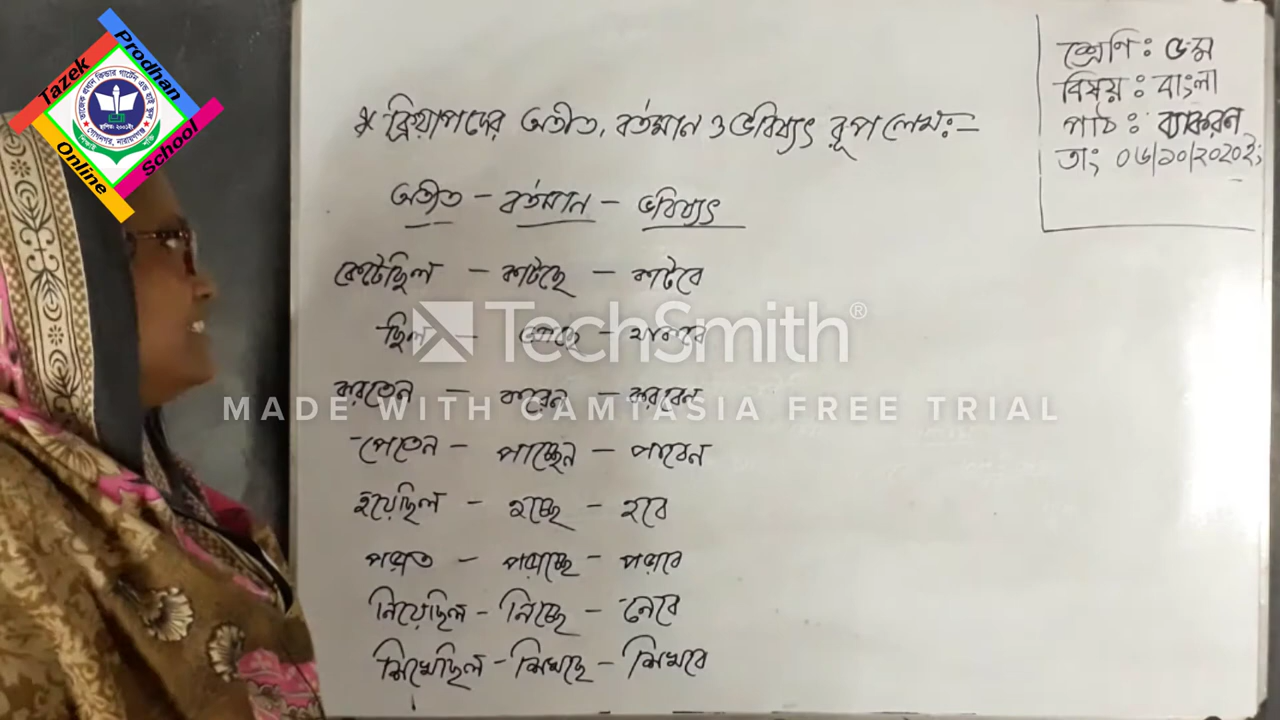 Tazek
Prodhan
Online
School
শ্রেণি : ৫ম
বিষয় : বাংলা
পাঠ : ব্যাকরন
তাং ০৬/১০/২০২০ই;
* ক্রিয়াপদের অতীত, বর্তমান ও ভবিষ্যৎ রূপ লেখ:-
অতীত - বর্তমান - ভবিষ্যৎ
কেটেছিল - কাটছে - কাটবে
ছিল - থাকছে - থাকবে
করতেন - করেন - করবেন
পেতেন - পাচ্ছেন - পাবেন
হয়েছিল - হচ্ছে - হবে
পড়াত - পড়াচ্ছে - পড়াবে
নিয়েছিল - নিচ্ছে - নেবে
শিখেছিল - শিখছে - শিখবে
TechSmith®
MADE WITH CAMTASIA FREE TRIAL